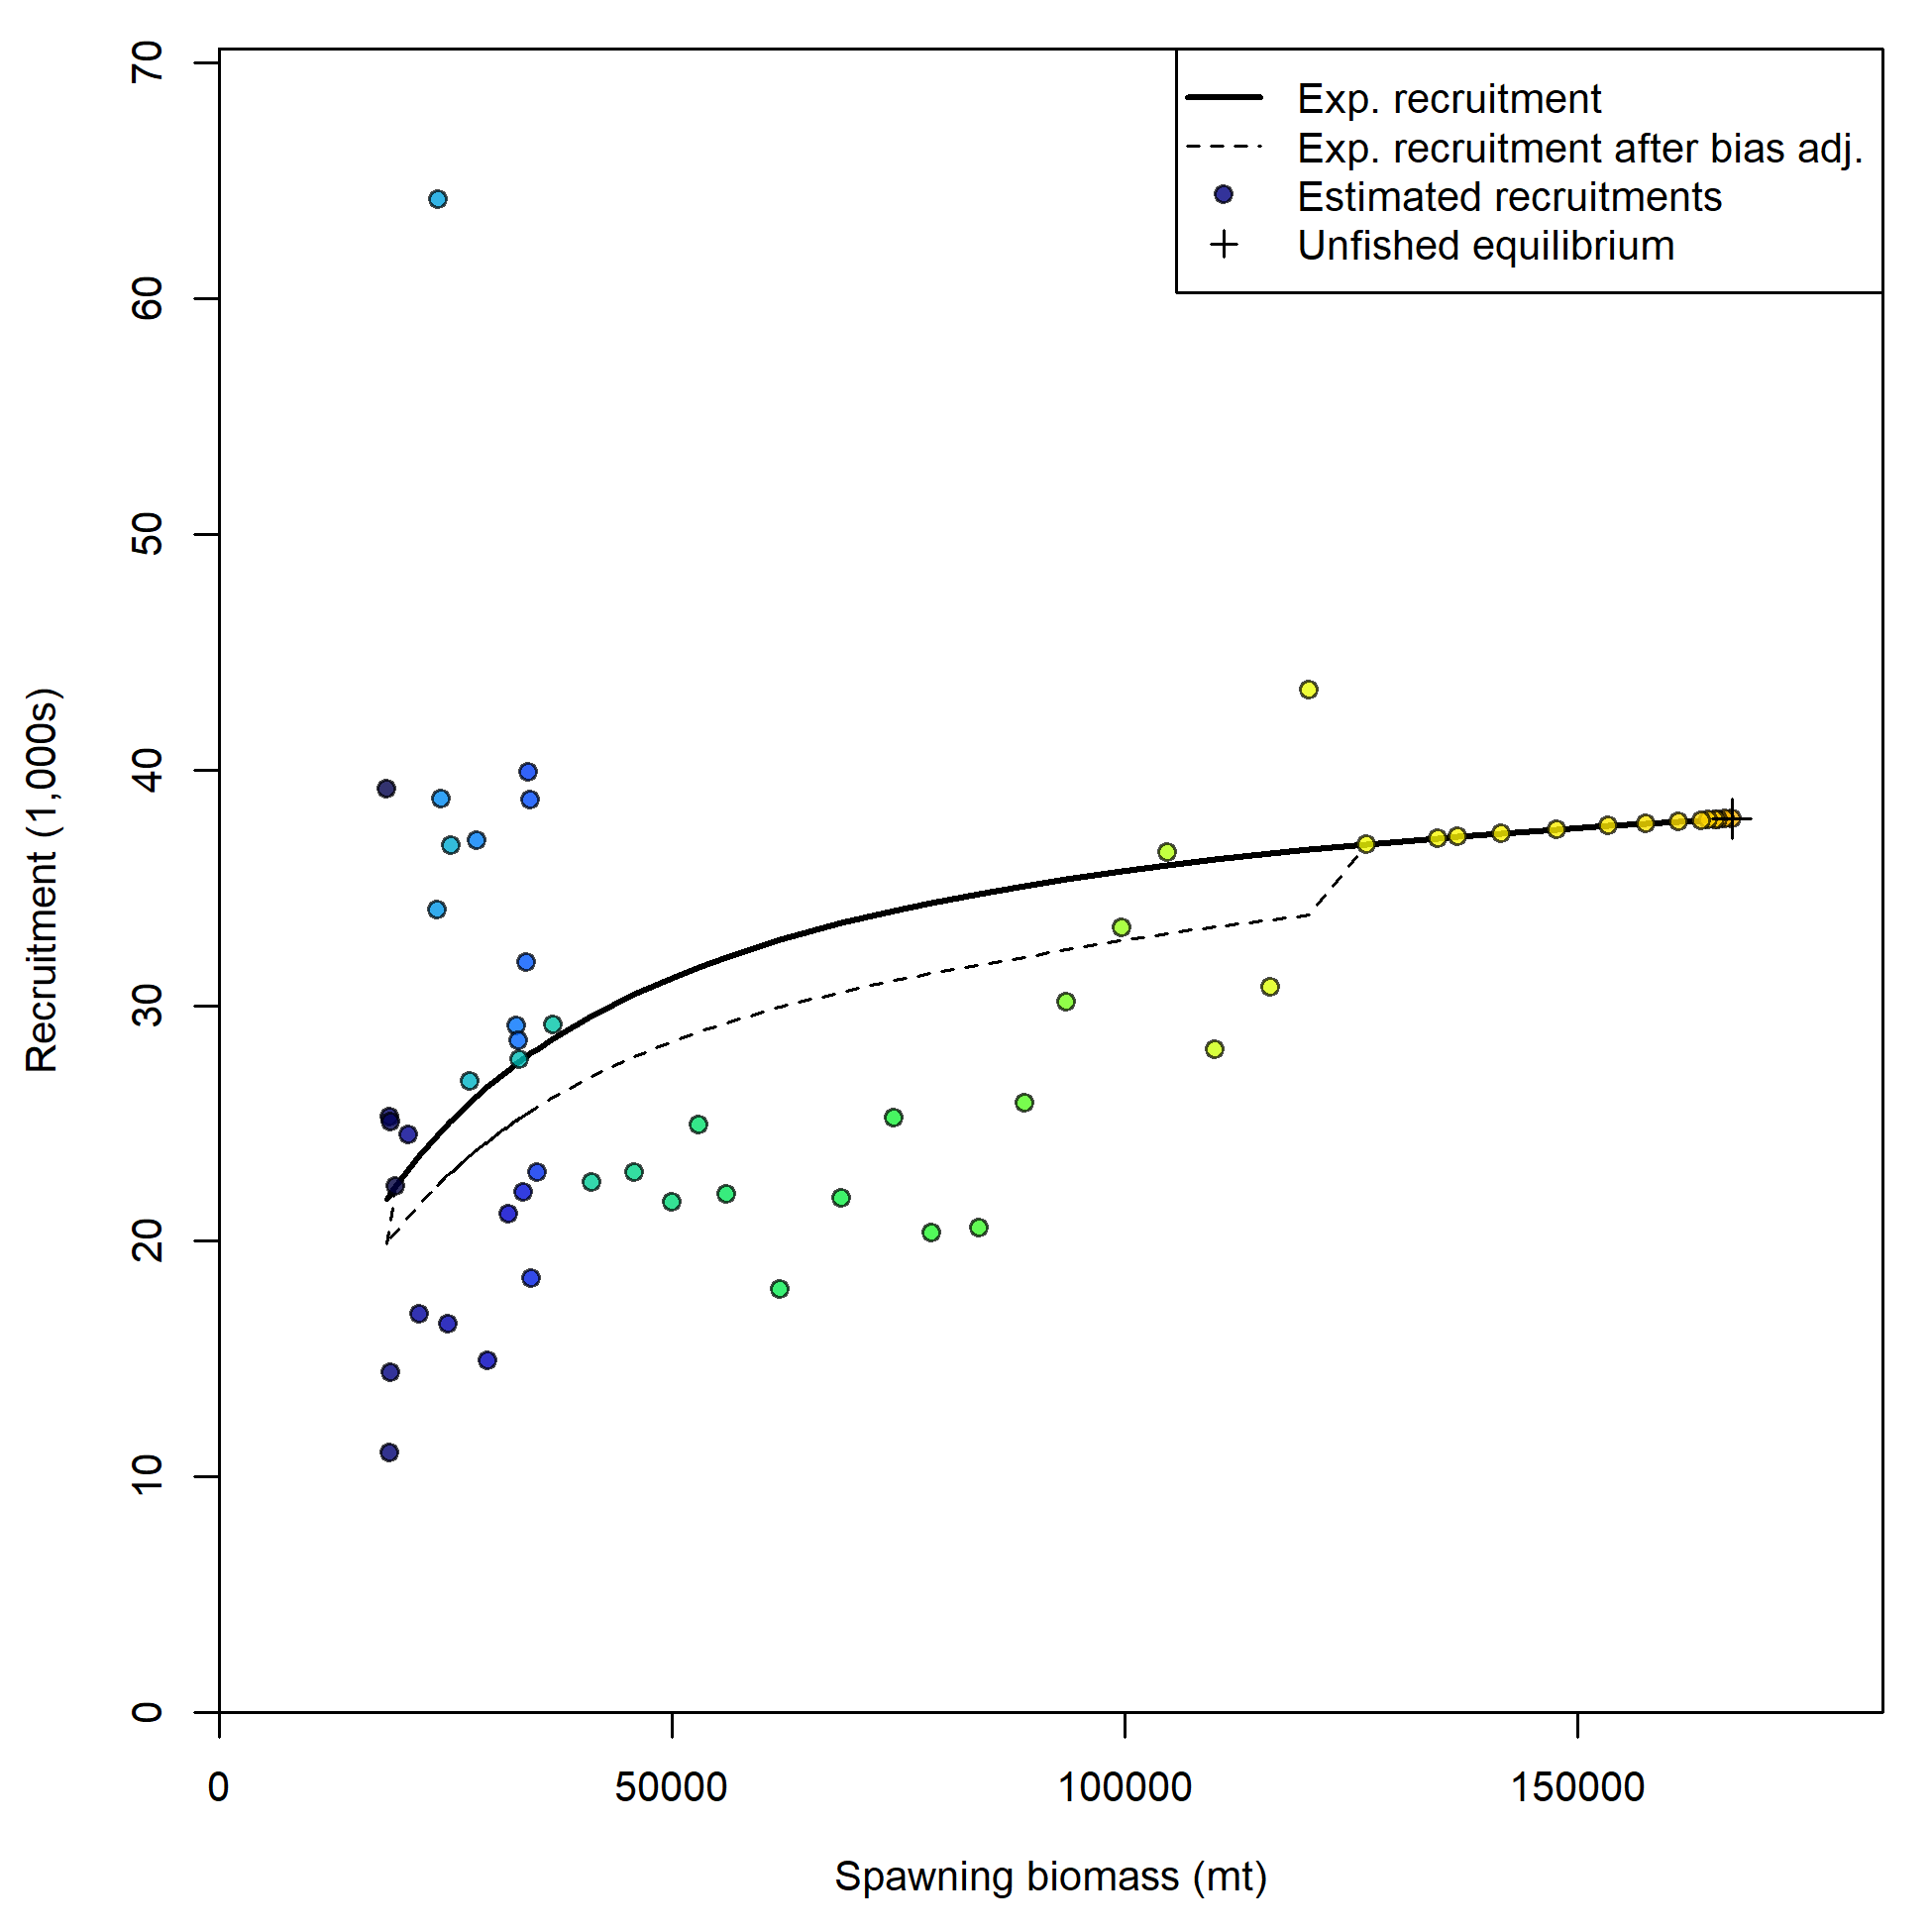 Exp. recruitment
Exp. recruitment after bias adj.
Estimated recruitments
Unfished equilibrium
70
60
50
40
30
20
10
0
Recruitment (1,000s)
0 50000 100000 150000
Spawning biomass (mt)